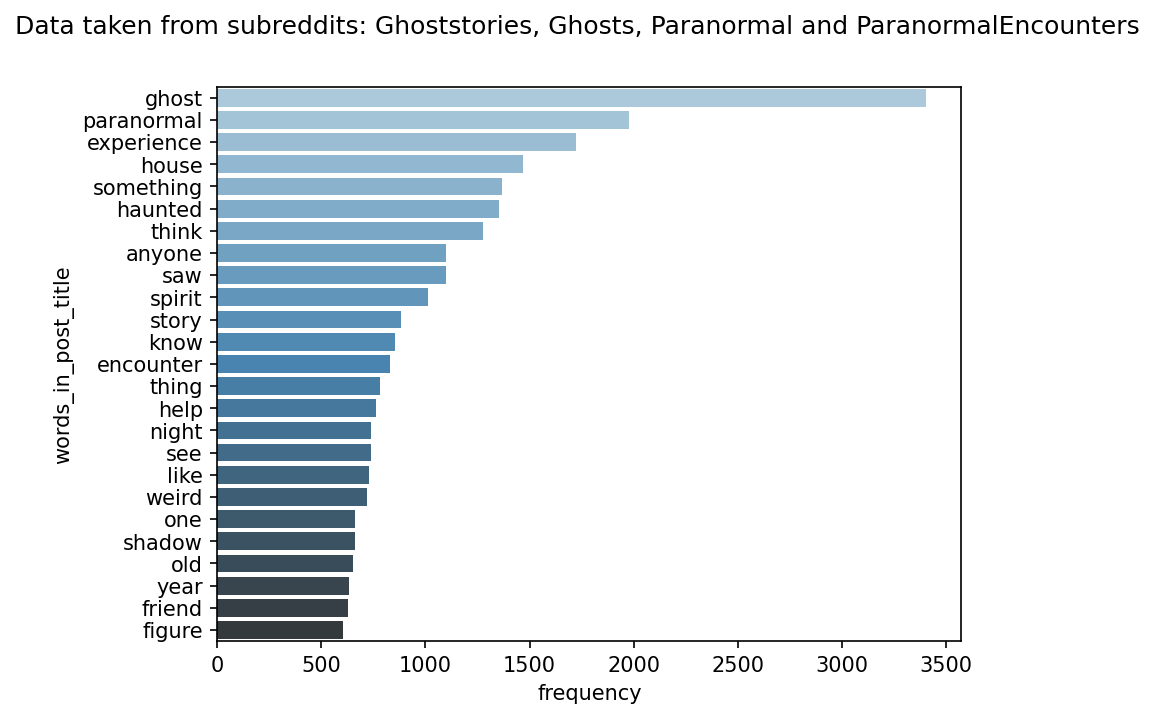 Data taken from subreddits: Ghoststories, Ghosts, Paranormal and ParanormalEncounters
words_in_post_title
ghost
paranormal
experience
house
something
haunted
think
anyone
saw
spirit
story
know
encounter
thing
help
night
see
like
weird
one
shadow
old
year
friend
figure
0 500 1000 1500 2000 2500 3000 3500
frequency